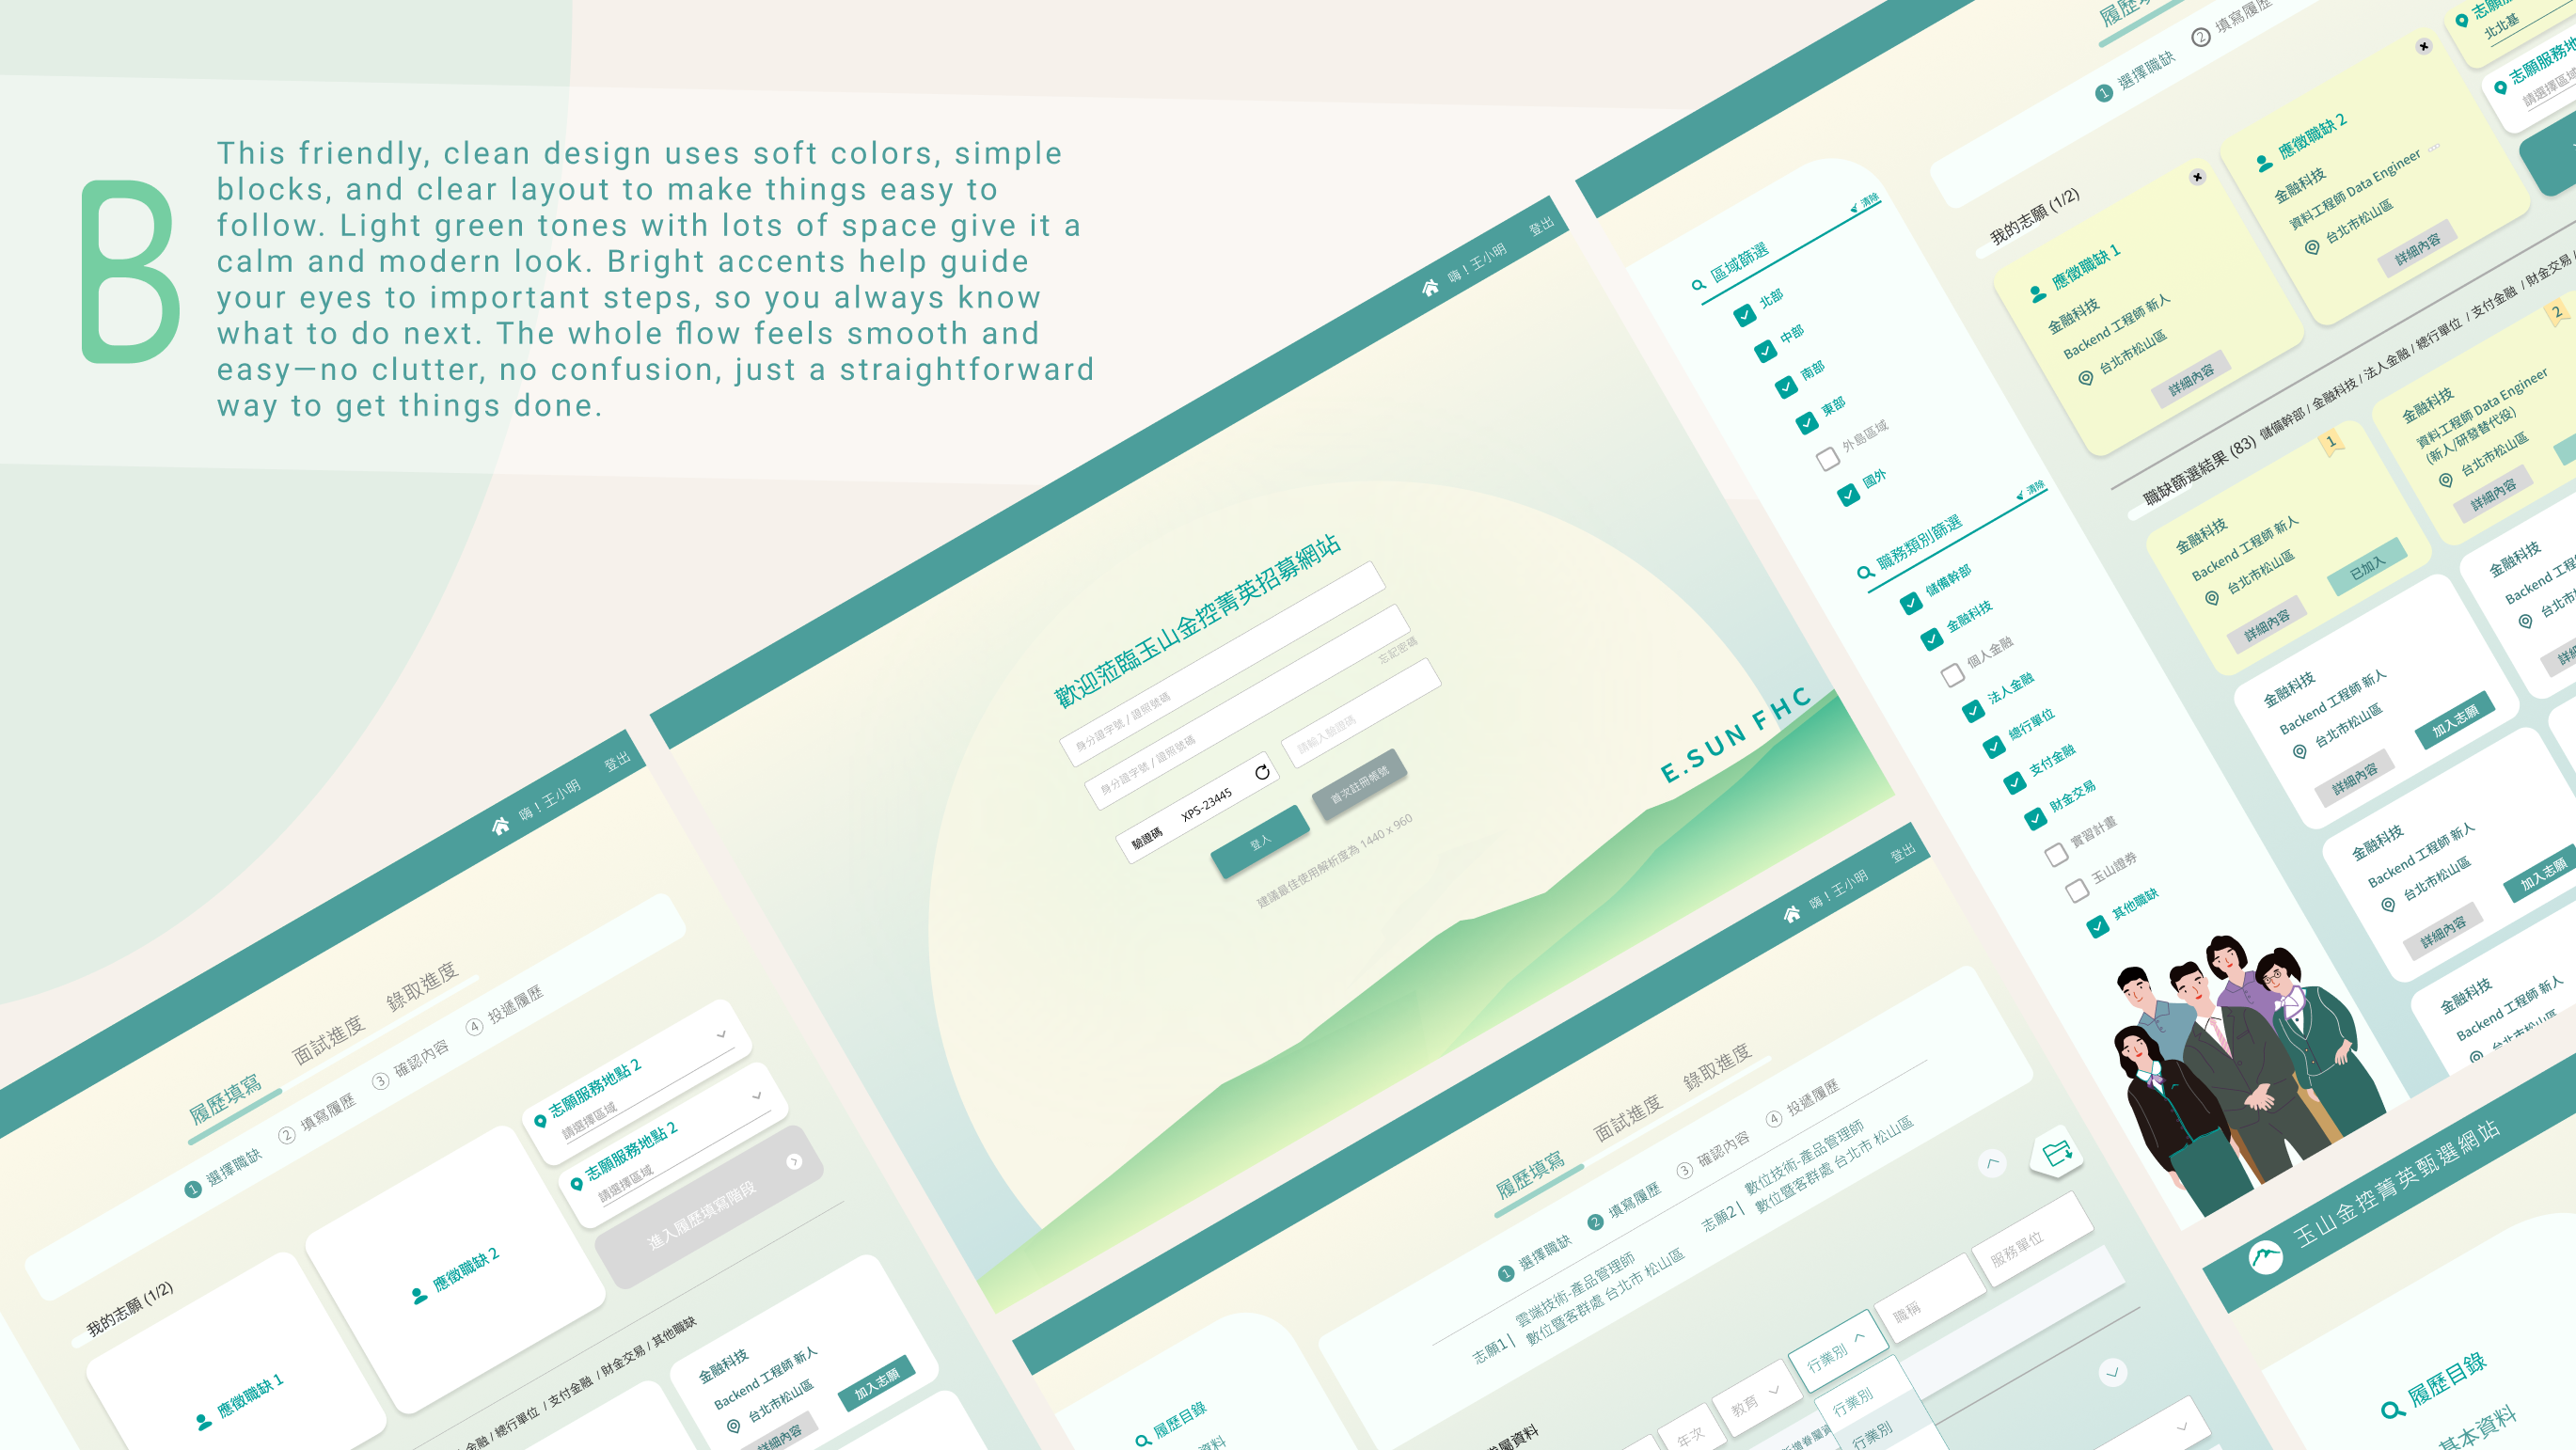 B
This friendly, clean design uses soft colors, simple
blocks, and clear layout to make things easy to
follow. Light green tones with lots of space give it a
calm and modern look. Bright accents help guide
your eyes to important steps, so you always know
what to do next. The whole flow feels smooth and
easy—no clutter, no confusion, just a straightforward
way to get things done.
嗨！王小明 登出
履歷填寫 面試進度 錄取進度
1 選擇職缺 2 填寫履歷 3 確認內容 4 投遞履歷
我的志願 (1/2)
應徵職缺 1
應徵職缺 2
志願服務地點 2
請選擇區域
志願服務地點 2
請選擇區域
進入履歷填寫階段
金融 / 總行單位 / 支付金融 / 財金交易 / 其他職缺
金融科技
Backend 工程師 新人
台北市松山區
詳細內容
加入志願
嗨！王小明 登出
歡迎蒞臨玉山金控菁英招募網站
身分證字號 / 證照號碼
身分證字號 / 證照號碼
忘記密碼
驗證碼 XPS-23445
請輸入驗證碼
登入
首次註冊帳號
建議最佳使用解析度為 1440 x 960
E.SUN FHC
嗨！王小明 登出
履歷填寫 面試進度 錄取進度
1 選擇職缺 2 填寫履歷 3 確認內容 4 投遞履歷
志願1 |
雲端技術-產品管理師
數位暨客群處 台北市 松山區
志願2 |
數位技術-產品管理師
數位暨客群處 台北市 松山區
履歷目錄
資料
眷屬資料
年次
教育
行業別
職稱
服務單位
行業別
行業別
1 選擇職缺 2 填寫履歷
區域篩選
清除
北部
中部
南部
東部
外島區域
國外
職務類別篩選
清除
儲備幹部
金融科技
個人金融
法人金融
總行單位
支付金融
財金交易
實習計畫
玉山證券
其他職缺
我的志願 (1/2)
應徵職缺 1
金融科技
Backend 工程師 新人
台北市松山區
詳細內容
應徵職缺 2
金融科技
資料工程師 Data Engineer
台北市松山區
詳細內容
北北基
志願服務地
請選擇區域
職缺篩選結果 (83) 儲備幹部 / 金融科技 / 法人金融 / 總行單位 / 支付金融 / 財金交易 /
1
金融科技
Backend 工程師 新人
台北市松山區
詳細內容
已加入
2
金融科技
資料工程師 Data Engineer
(新人/研發替代役)
台北市松山區
詳細內容
金融科技
Backend 工程師 新人
台北市松山區
詳細內容
加入志願
金融科技
Backend 工程
台北市
金融科技
Backend 工程師 新人
台北市松山區
詳細內容
加入志願
金融科技
Backend 工程師 新人
台北市松山區
玉山金控菁英甄選網站
履歷目錄
基本資料